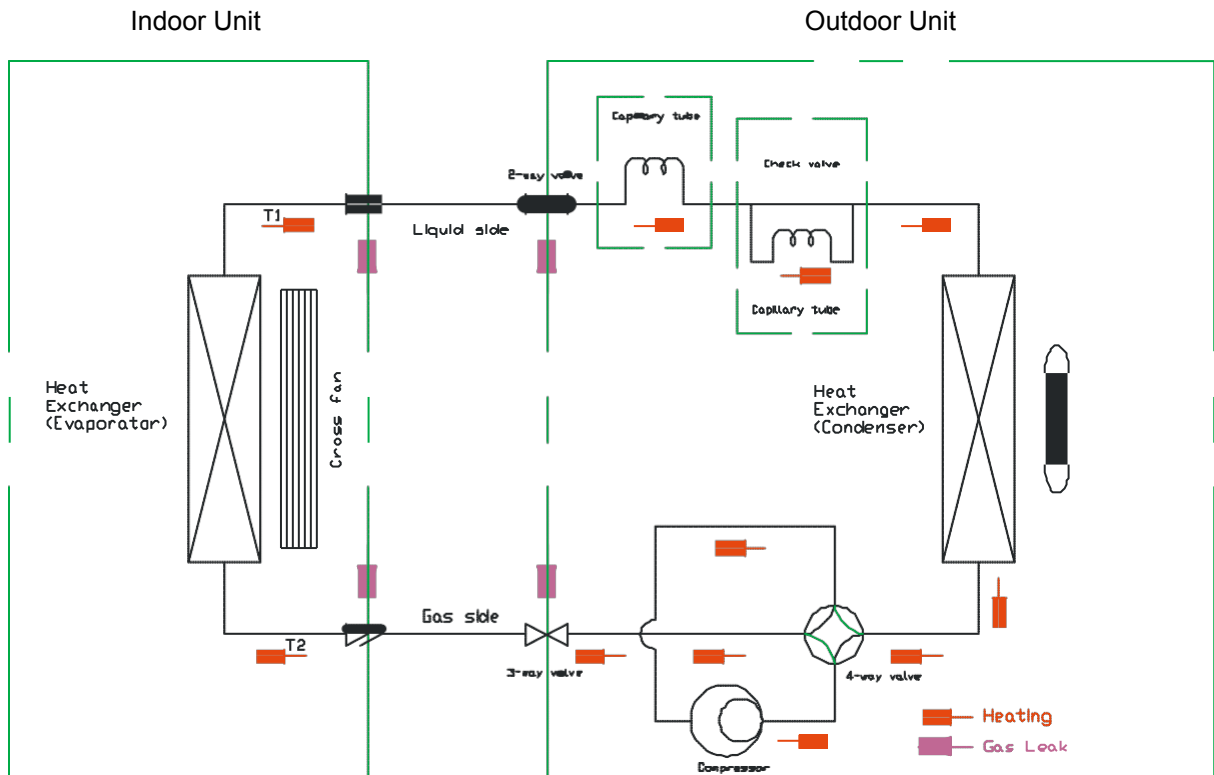 Indoor Unit
Outdoor Unit
Capillary tube
Check valve
2-way valve
T1
Liquid side
Capillary tube
Heat
Exchanger
(Evaporator)
Cross fan
Heat
Exchanger
(Condenser)
Gas side
T2
3-way valve
4-way valve
Compressor
Heating
Gas Leak